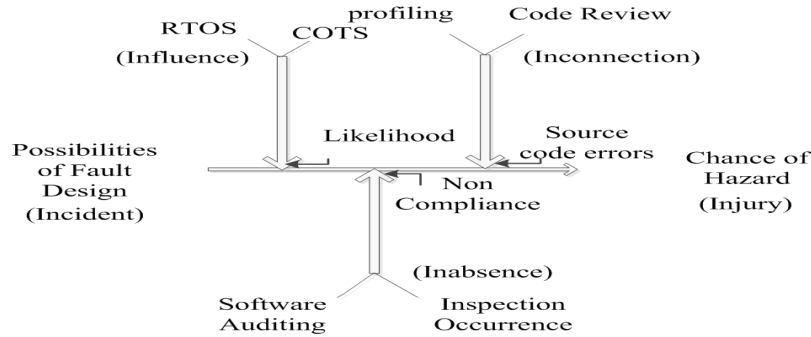 RTOS
COTS
(Influence)
profiling
Code Review
(Inconnection)
Possibilities
of Fault
Design
(Incident)
Likelihood
Source
code errors
Non
Compliance
Chance of
Hazard
(Injury)
(Inabsence)
Software
Auditing
Inspection
Occurrence